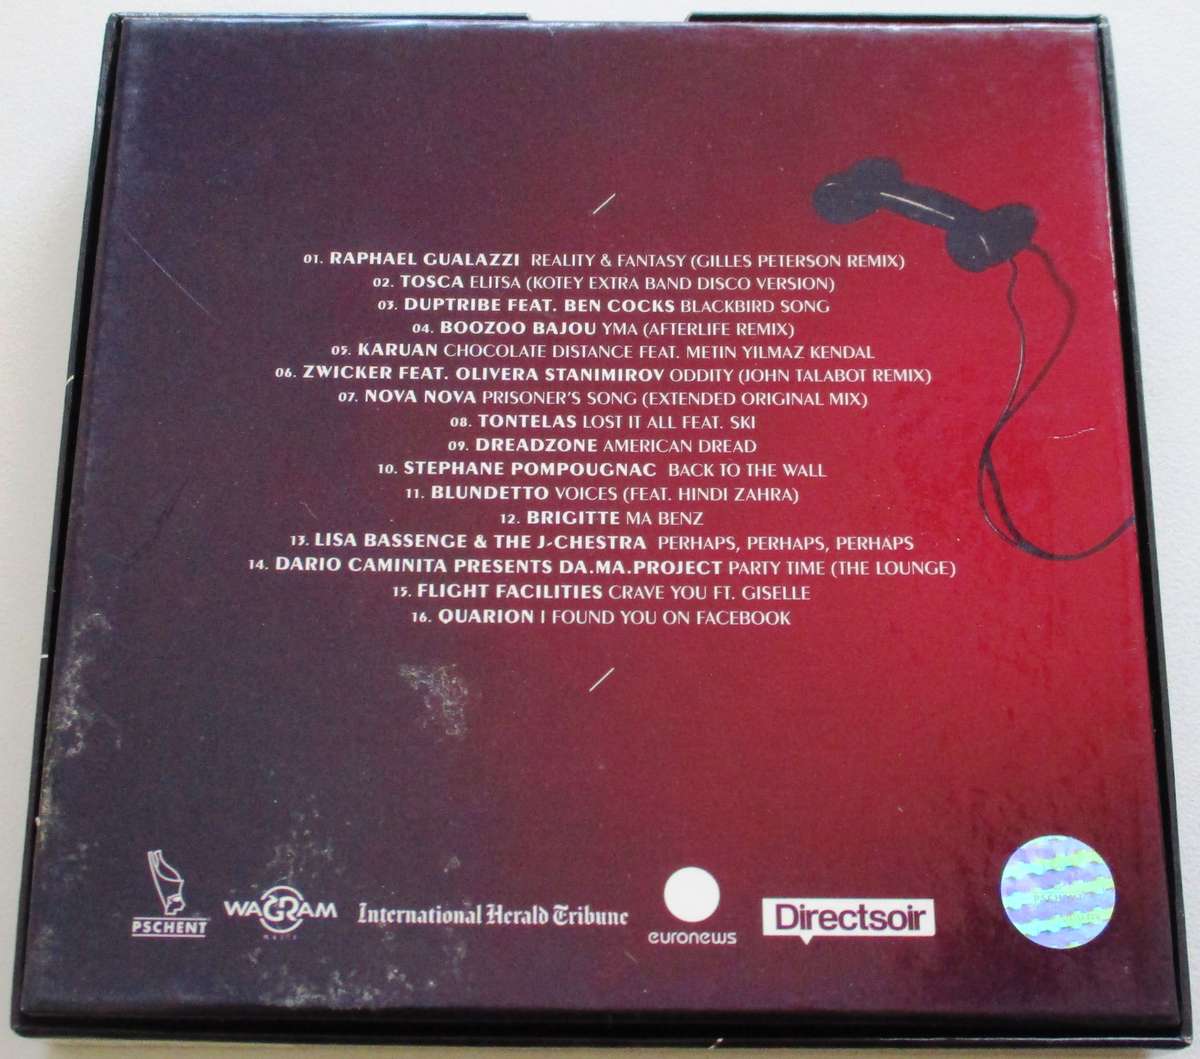 01. RAPHAEL GUALAZZI REALITY & FANTASY (GILLES PETERSON REMIX)
02. TOSCA ELITSA (KOTEY EXTRA BAND DISCO VERSION)
03. DUPTRIBE FEAT. BEN COCKS BLACKBIRD SONG
04. BOOZOO BAJOU YMA (AFTERLIFE REMIX)
05. KARUAN CHOCOLATE DISTANCE FEAT. METIN YILMAZ KENDAL
06. ZWICKER FEAT. OLIVERA STANIMIROV ODDITY (JOHN TALABOT REMIX)
07. NOVA NOVA PRISONER'S SONG (EXTENDED ORIGINAL MIX)
08. TONTELAS LOST IT ALL FEAT. SKI
09. DREADZONE AMERICAN DREAD
10. STEPHANE POMPOUGNAC BACK TO THE WALL
11. BLUNDETTO VOICES (FEAT. HINDI ZAHRA)
12. BRIGITTE MA BENZ
13. LISA BASSENGE & THE J-CHESTRA PERHAPS, PERHAPS, PERHAPS
14. DARIO CAMINITA PRESENTS DA.MA.PROJECT PARTY TIME (THE LOUNGE)
15. FLIGHT FACILITIES CRAVE YOU FT. GISELLE
16. QUARION I FOUND YOU ON FACEBOOK
PSCHENT
WAGRAM
music
International Herald Tribune
euronews
Directsoir